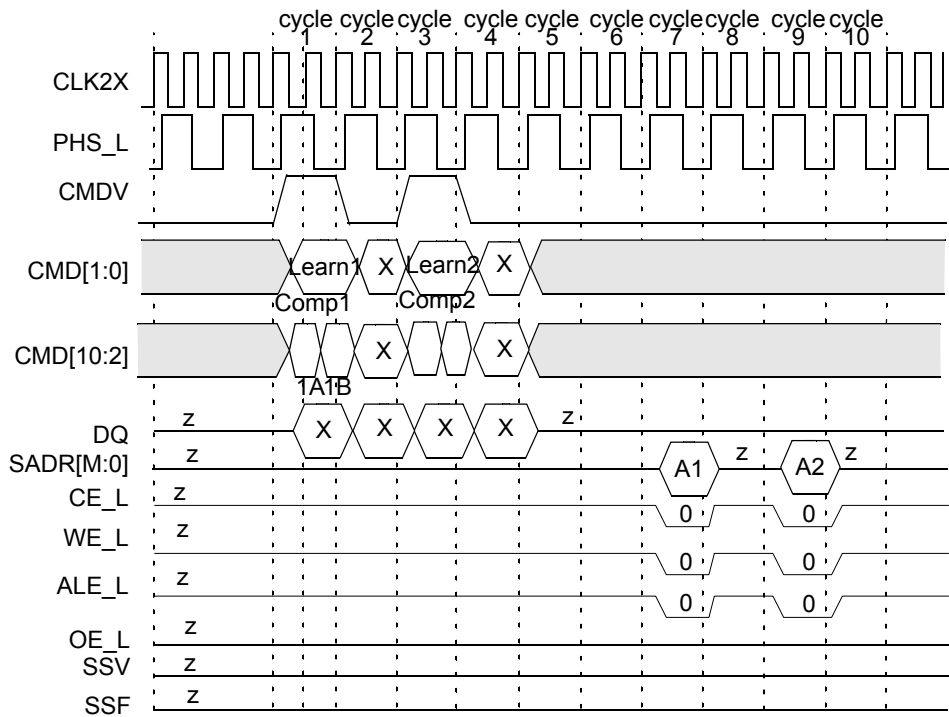 cycle cycle cycle cycle cycle cycle cycle cycle cycle cycle
1 2 3 4 5 6 7 8 9 10
CLK2X
PHS_L
CMDV
CMD[1:0] Learn1 X Learn2 X
Comp1 Comp2
CMD[10:2] X X
1A1B
DQ z X X X X z
SADR[M:0] z A1 z A2 z
CE_L z 0 0
WE_L z 0 0
ALE_L z 0 0
OE_L z
SSV z
SSF z